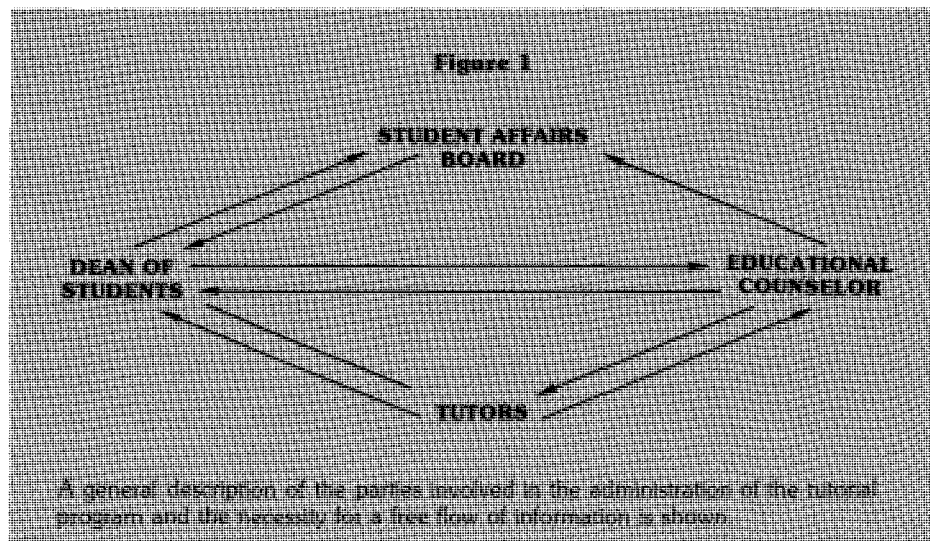 Figure 1
STUDENT AFFAIRS
BOARD
DEAN OF
STUDENTS
EDUCATIONAL
COUNSELOR
TUTORS
A general description of the parties involved in the administration of the tutorial
program and the necessity for a free flow of information is shown.